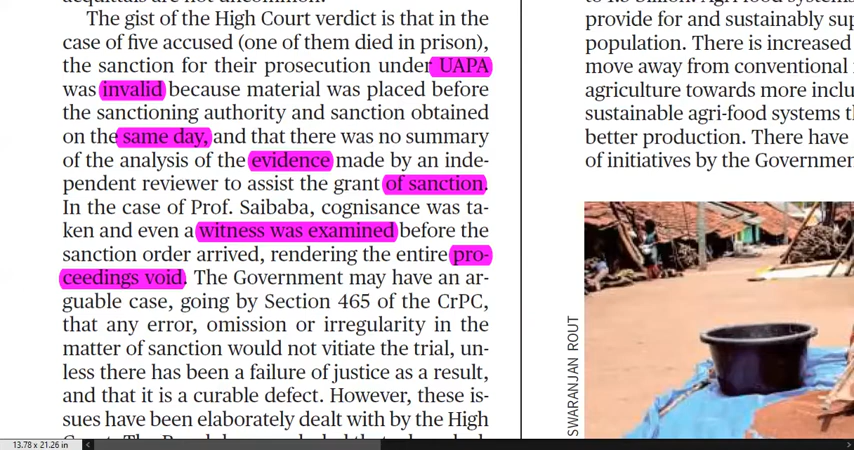 acquittals are not uncommon.
The gist of the High Court verdict is that in the
case of five accused (one of them died in prison),
the sanction for their prosecution under UAPA
was invalid because material was placed before
the sanctioning authority and sanction obtained
on the same day, and that there was no summary
of the analysis of the evidence made by an inde-
pendent reviewer to assist the grant of sanction.
In the case of Prof. Saibaba, cognisance was ta-
ken and even a witness was examined before the
sanction order arrived, rendering the entire pro-
ceedings void. The Government may have an ar-
guable case, going by Section 465 of the CrPC,
that any error, omission or irregularity in the
matter of sanction would not vitiate the trial, un-
less there has been a failure of justice as a result,
and that it is a curable defect. However, these is-
sues have been elaborately dealt with by the High
provide for and sustainably sup
population. There is increased
move away from conventional
agriculture towards more inclu
sustainable agri-food systems
better production. There have
of initiatives by the Governmen
SWARANJAN ROUT
13.78 x 21.26 in